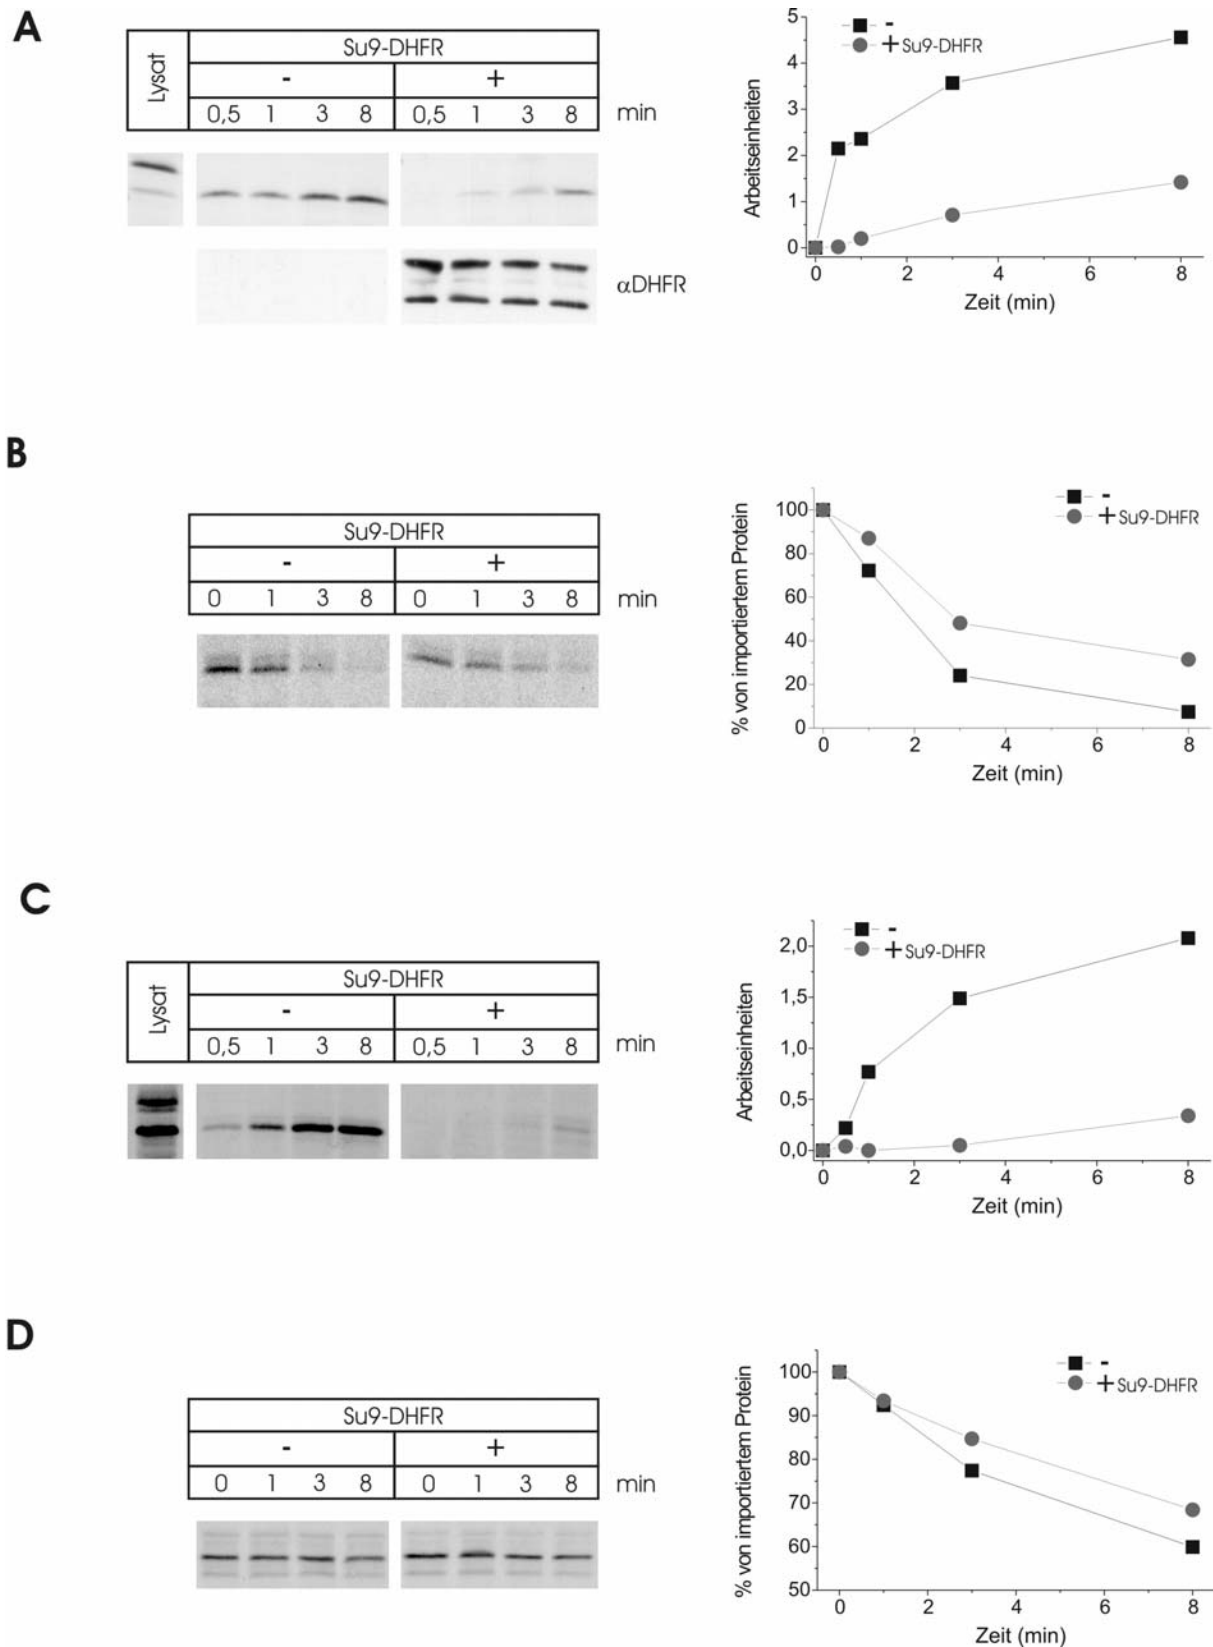 A
Lysat
Su9-DHFR
- +
0,5 1 3 8 0,5 1 3 8 min
αDHFR
- 
+ Su9-DHFR
Arbeitseinheiten
5
4
3
2
1
0
0 2 4 6 8
Zeit (min)
B
Su9-DHFR
- +
0 1 3 8 0 1 3 8 min
-
+ Su9-DHFR
% von importiertem Protein
100
80
60
40
20
0
0 2 4 6 8
Zeit (min)
C
Lysat
Su9-DHFR
- +
0,5 1 3 8 0,5 1 3 8 min
-
+ Su9-DHFR
Arbeitseinheiten
2,0
1,5
1,0
0,5
0,0
0 2 4 6 8
Zeit (min)
D
Su9-DHFR
- +
0 1 3 8 0 1 3 8 min
-
+ Su9-DHFR
% von importiertem Protein
100
90
80
70
60
50
0 2 4 6 8
Zeit (min)